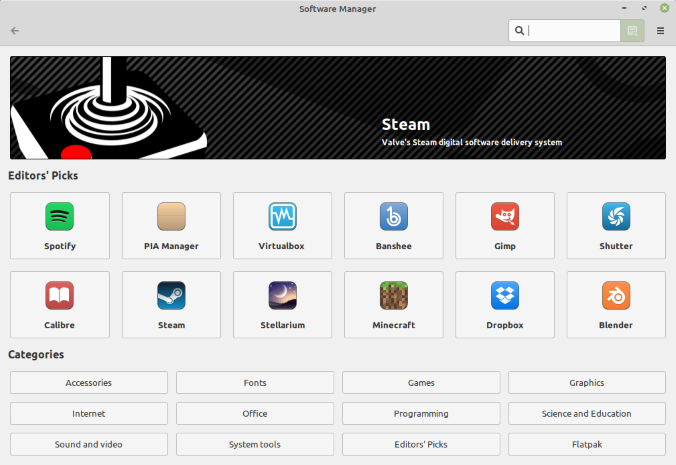 Software Manager
Steam
Valve's Steam digital software delivery system
Editors' Picks
Spotify PIA Manager Virtualbox Banshee Gimp Shutter
Calibre Steam Stellarium Minecraft Dropbox Blender
Categories
Accessories Fonts Games Graphics
Internet Office Programming Science and Education
Sound and video System tools Editors' Picks Flatpak